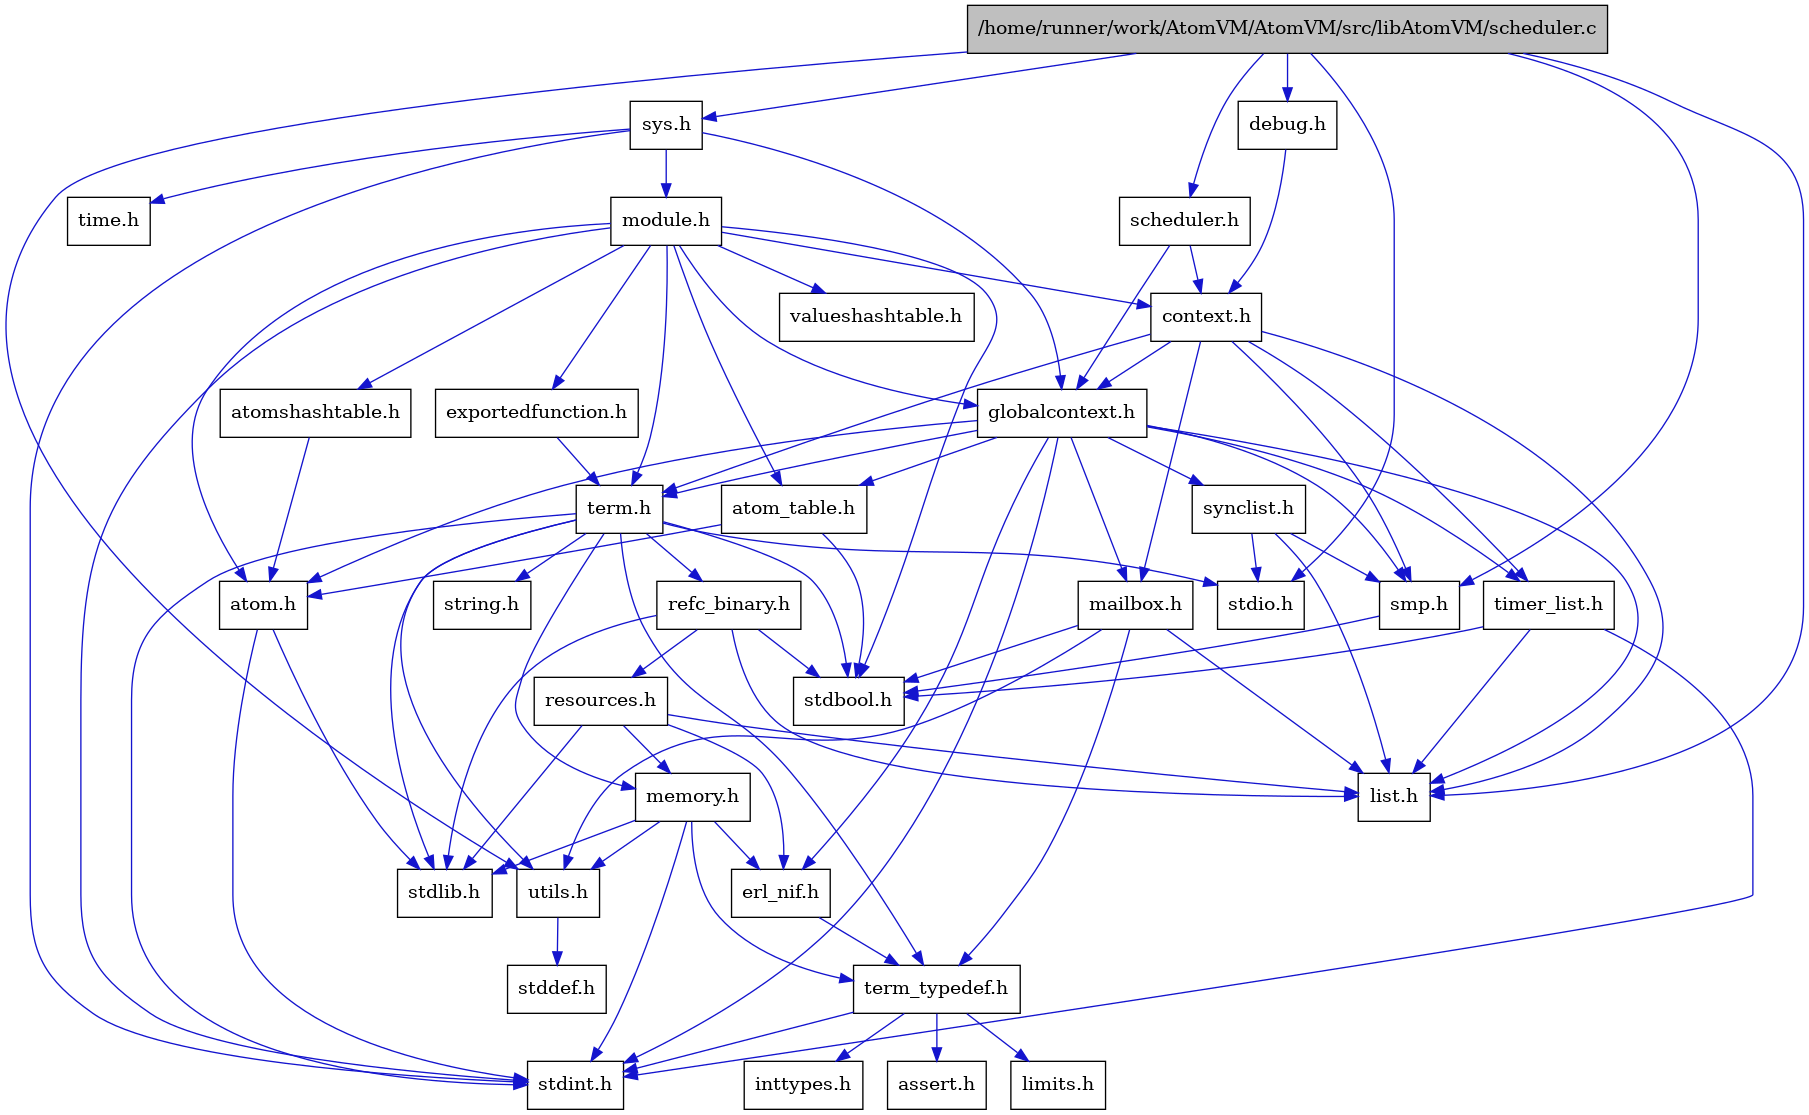 /home/runner/work/AtomVM/AtomVM/src/libAtomVM/scheduler.c
sys.h
debug.h
time.h
module.h
scheduler.h
valueshashtable.h
context.h
atomshashtable.h
exportedfunction.h
globalcontext.h
term.h
atom_table.h
synclist.h
atom.h
string.h
refc_binary.h
mailbox.h
stdio.h
smp.h
timer_list.h
resources.h
stdbool.h
memory.h
list.h
stdlib.h
utils.h
erl_nif.h
stddef.h
term_typedef.h
stdint.h
inttypes.h
assert.h
limits.h